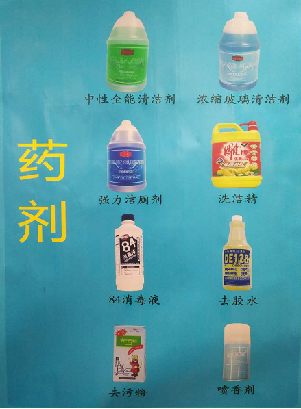 药剂
中性全能清洁剂
浓缩玻璃清洁剂
强力洁厕剂
洗洁精
84
84消毒液
DE128
去胶水
去污粉
喷香剂